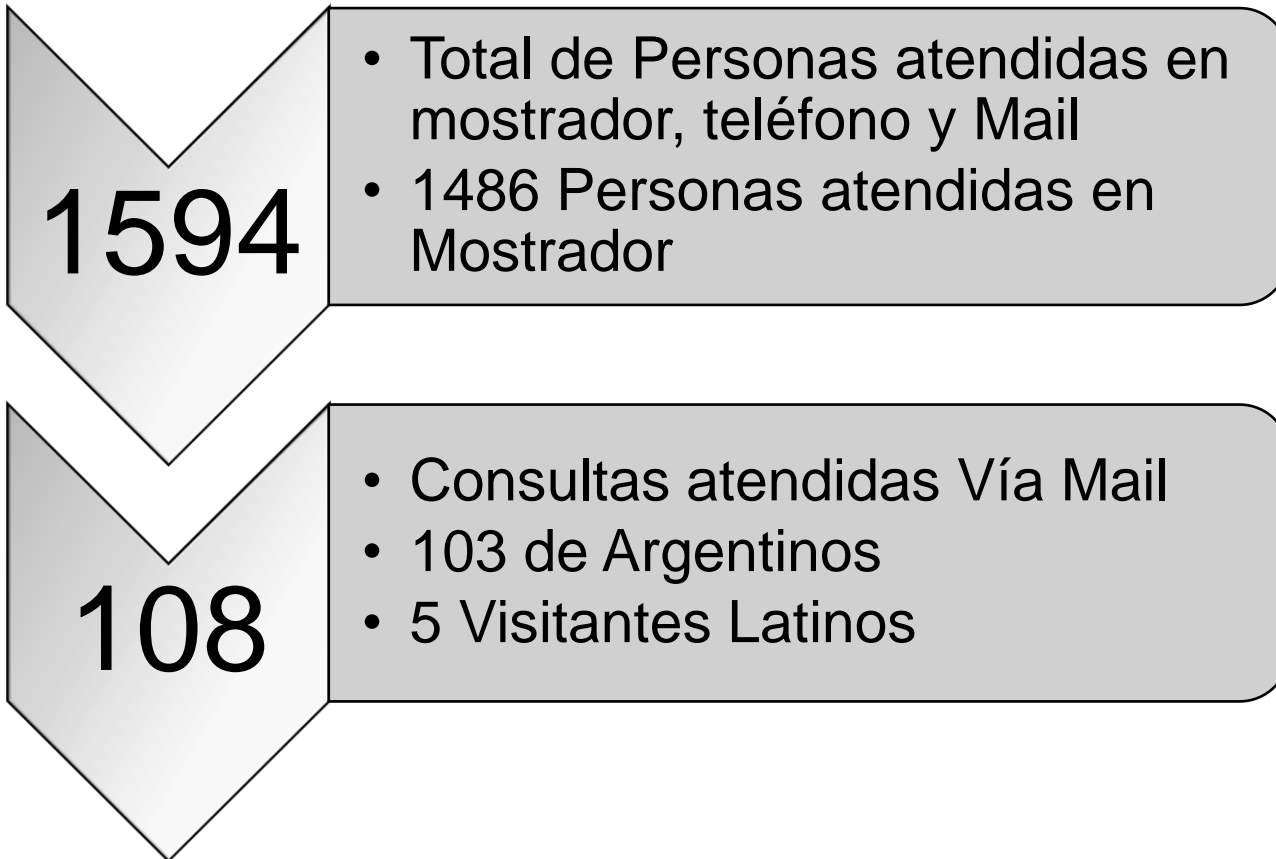 1594
• Total de Personas atendidas en
mostrador, teléfono y Mail
• 1486 Personas atendidas en
Mostrador
108
• Consultas atendidas Vía Mail
• 103 de Argentinos
• 5 Visitantes Latinos